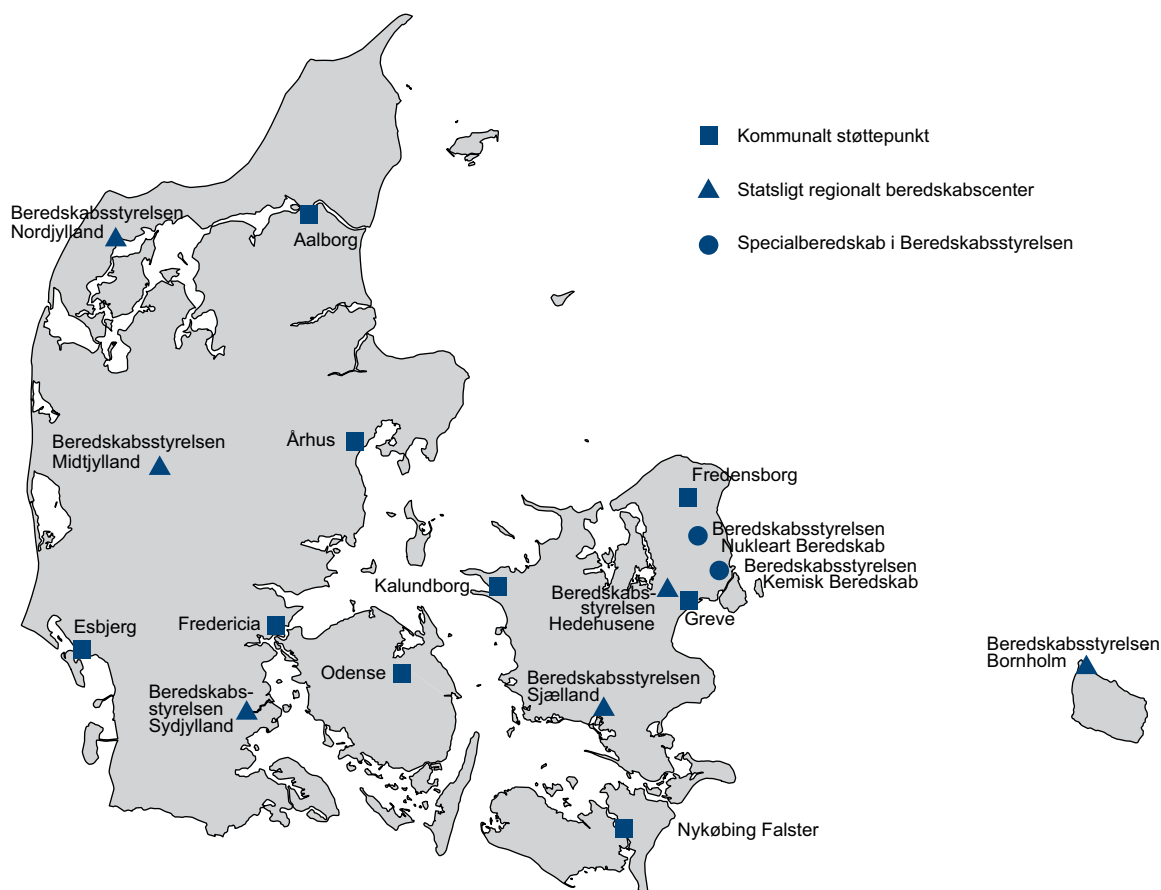 Kommunalt støttepunkt
Statsligt regionalt beredskabscenter
Specialberedskab i Beredskabsstyrelsen
Beredskabsstyrelsen
Nordjylland
Aalborg
Beredskabsstyrelsen
Midtjylland
Århus
Fredensborg
Beredskabsstyrelsen
Nukleart Beredskab
Beredskabsstyrelsen
Kemisk Beredskab
Kalundborg
Beredskabs-
styrelsen
Hedehusene
Greve
Esbjerg
Fredericia
Odense
Beredskabs-
styrelsen
Sydjylland
Beredskabsstyrelsen
Sjælland
Beredskabsstyrelsen
Bornholm
Nykøbing Falster